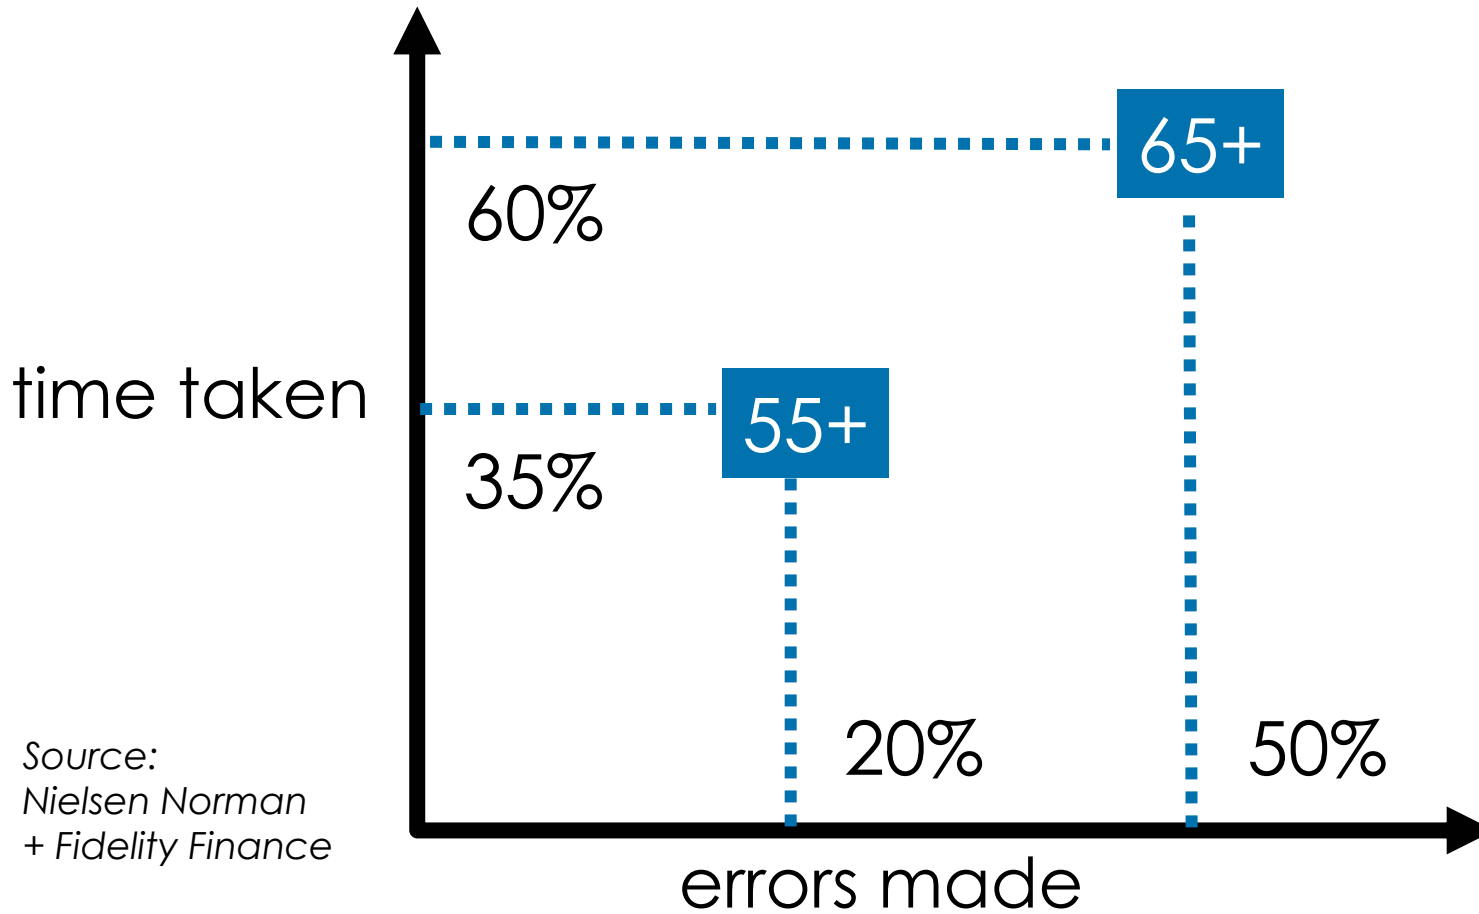 65+
60%
time taken
55+
35%
20%
50%
Source:
Nielsen Norman
+ Fidelity Finance
errors made